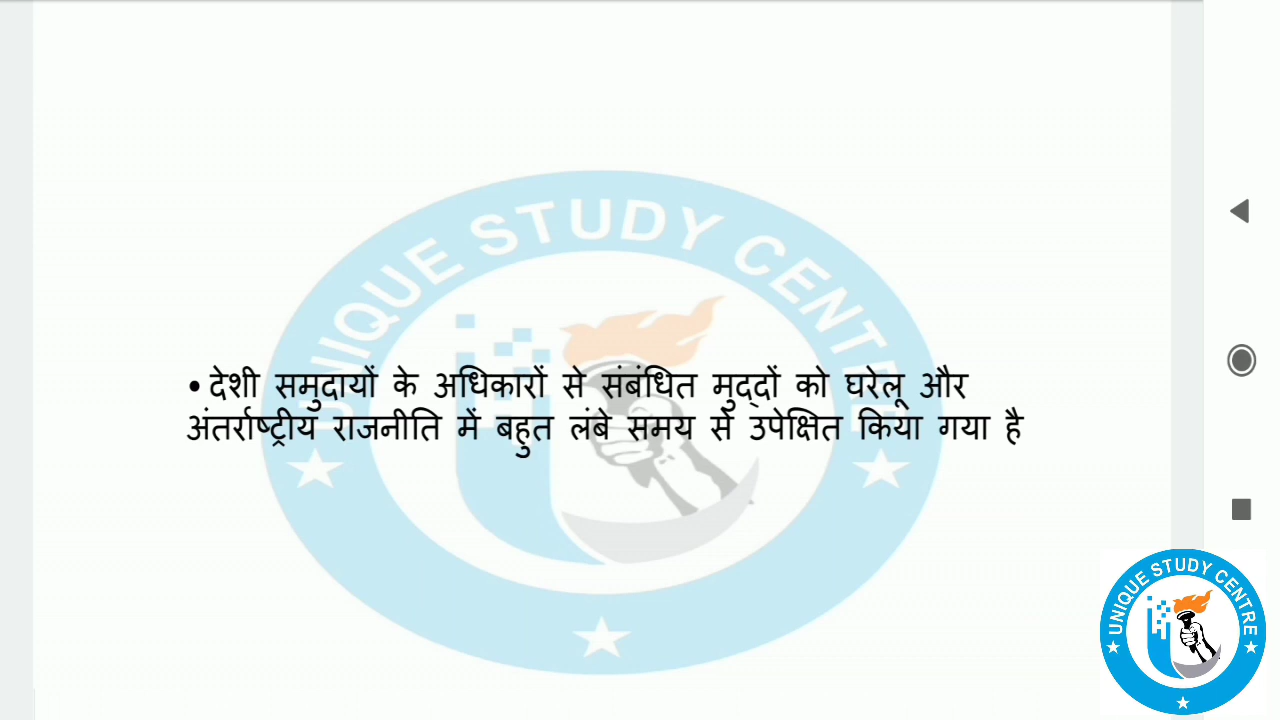 UNIQUE STUDY CENTRE
• देशी समुदायों के अधिकारों से संबंधित मुद्दों को घरेलू और
अंतर्राष्ट्रीय राजनीति में बहुत लंबे समय से उपेक्षित किया गया है
UNIQUE STUDY CENTRE